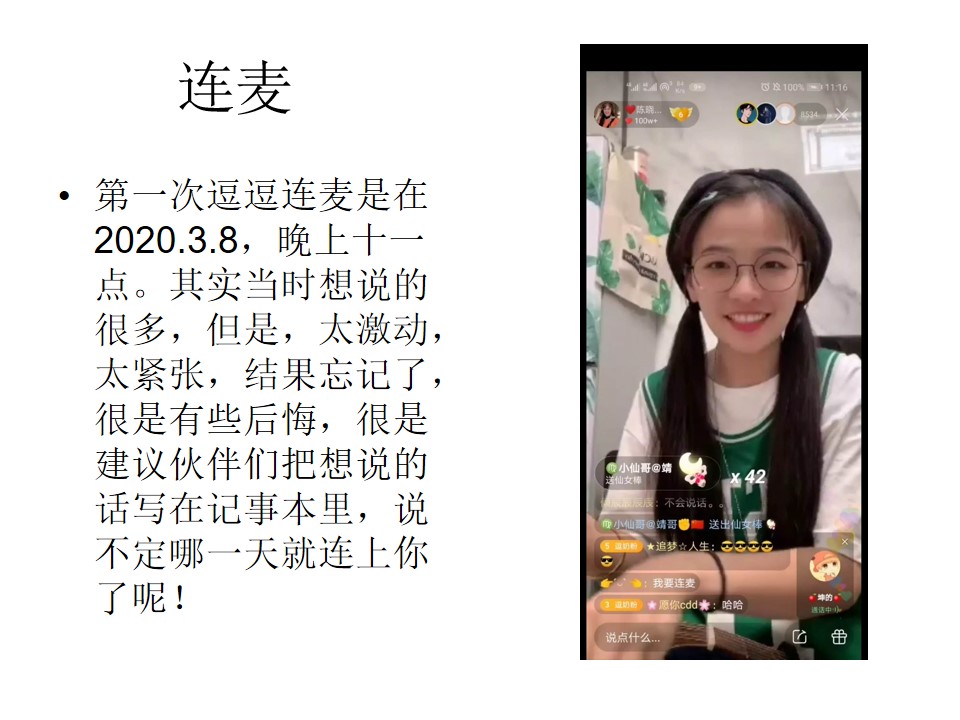 连麦
• 第一次逗逗连麦是在
2020.3.8，晚上十一
点。其实当时想说的
很多，但是，太激动，
太紧张，结果忘记了，
很是有些后悔，很是
建议伙伴们把想说的
话写在记事本里，说
不定哪一天就连上你
了呢！
100% 11:16
陈晓...
100w+
6
8534...
小仙哥@靖
送仙女棒
x 42
不会说话。。
小仙哥@靖哥✊🇨🇳 送出仙女棒
5 逗奶粉 ★追梦☆人生：😎😎😎😎
😎
：我要连麦
3 逗奶粉 🌸愿你cdd🌸：哈哈
坤的
通话中
说点什么...